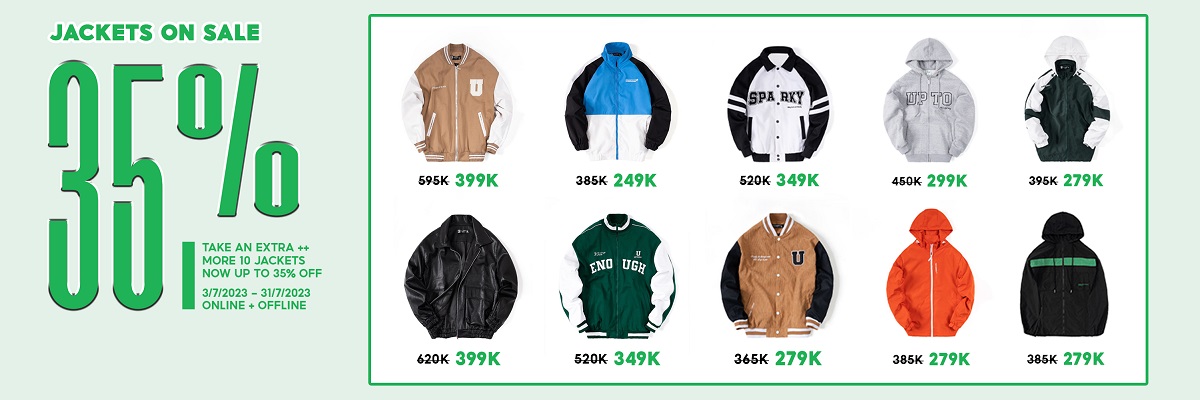 JACKETS ON SALE
35%
TAKE AN EXTRA ++
MORE 10 JACKETS
NOW UP TO 35% OFF
3/7/2023 – 31/7/2023
ONLINE + OFFLINE
SPARKY
UP TO
595K 399K
385K 249K
520K 349K
450K 299K
395K 279K
ENOUGH
U
U
620K 399K
520K 349K
365K 279K
385K 279K
385K 279K